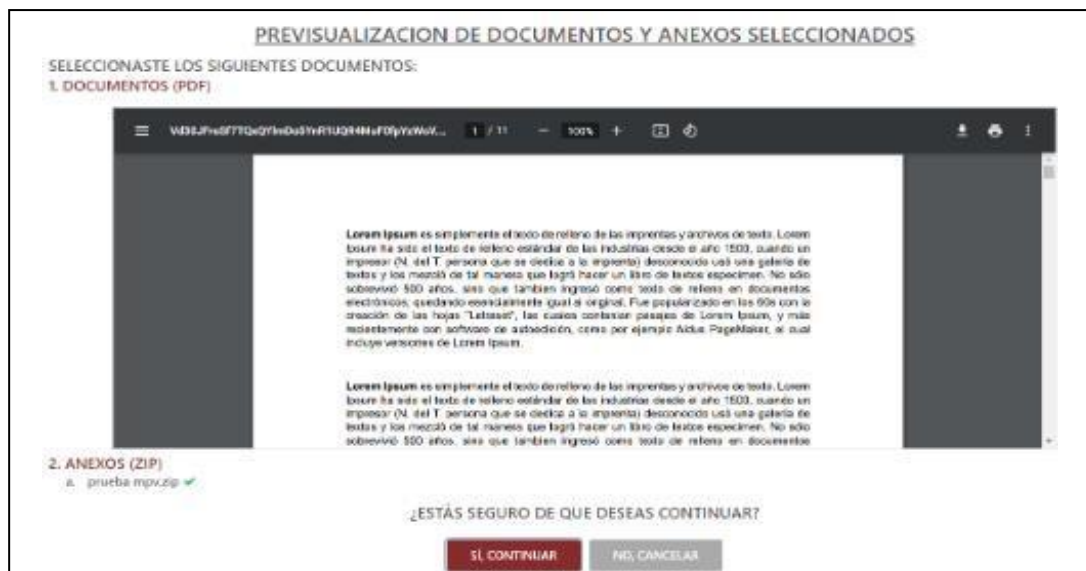 PREVISUALIZACION DE DOCUMENTOS Y ANEXOS SELECCIONADOS
SELECCIONASTE LOS SIGUIENTES DOCUMENTOS:
1. DOCUMENTOS (PDF)
1 / 11 — 100% +
Lorem Ipsum es simplemente el texto de relleno de las imprentas y archivos de texto. Lorem
Ipsum ha sido el texto de relleno estándar de las industrias desde el año 1500, cuando un
impresor (N. del T. persona que se dedica a la imprenta) desconocido usó una galería de
textos y los mezcló de tal manera que logró hacer un libro de textos especimen. No sólo
sobrevivió 500 años, sino que tambien ingresó como texto de relleno en documentos
electrónicos, quedando esencialmente igual al original. Fue popularizado en los 60s con la
creación de las hojas "Letraset", las cuales contenian pasajes de Lorem Ipsum, y más
recientemente con software de autoedición, como por ejemplo Aldus PageMaker, el cual
incluye versiones de Lorem Ipsum.
Lorem Ipsum es simplemente el texto de relleno de las imprentas y archivos de texto. Lorem
Ipsum ha sido el texto de relleno estándar de las industrias desde el año 1500, cuando un
impresor (N. del T. persona que se dedica a la imprenta) desconocido usó una galería de
textos y los mezcló de tal manera que logró hacer un libro de textos especimen. No sólo
sobrevivió 500 años, sino que tambien ingresó como texto de relleno en documentos
2. ANEXOS (ZIP)
a. prueba mpv.zip
¿ESTÁS SEGURO DE QUE DESEAS CONTINUAR?
SÍ, CONTINUAR NO, CANCELAR